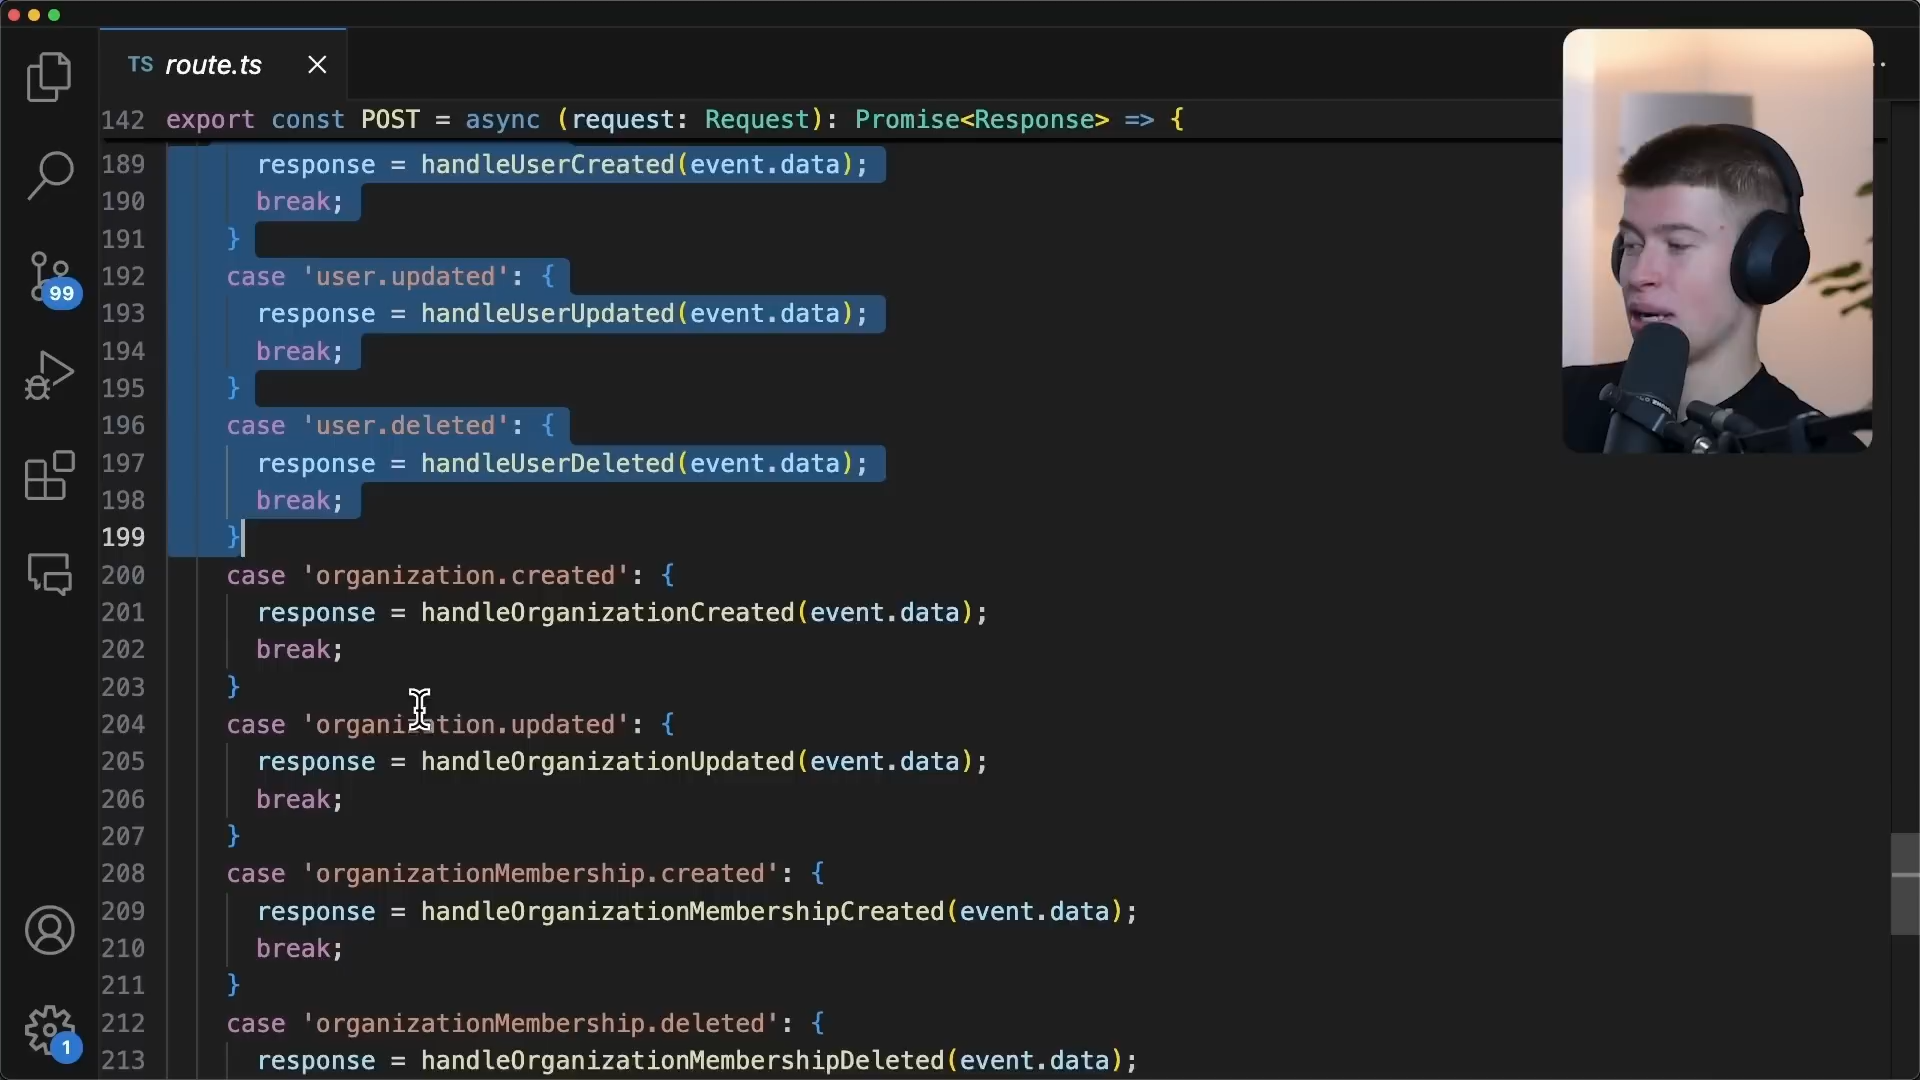 TS route.ts
142 export const POST = async (request: Request): Promise<Response> => {
189 response = handleUserCreated(event.data);
190 break;
191 }
192 case 'user.updated': {
193 response = handleUserUpdated(event.data);
194 break;
195 }
196 case 'user.deleted': {
197 response = handleUserDeleted(event.data);
198 break;
199 }
200 case 'organization.created': {
201 response = handleOrganizationCreated(event.data);
202 break;
203 }
204 case 'organization.updated': {
205 response = handleOrganizationUpdated(event.data);
206 break;
207 }
208 case 'organizationMembership.created': {
209 response = handleOrganizationMembershipCreated(event.data);
210 break;
211 }
212 case 'organizationMembership.deleted': {
213 response = handleOrganizationMembershipDeleted(event.data);
99
1